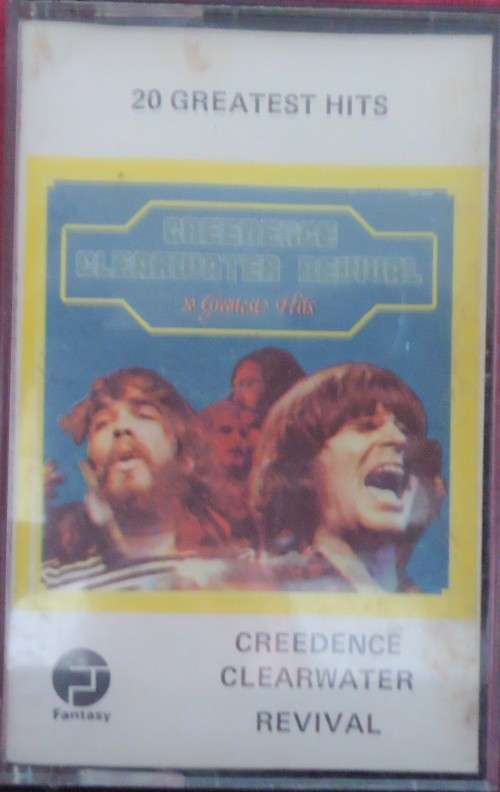 20 GREATEST HITS
CREEDENCE
CLEARWATER REVIVAL
20 Greatest Hits
CREEDENCE
CLEARWATER
REVIVAL
Fantasy